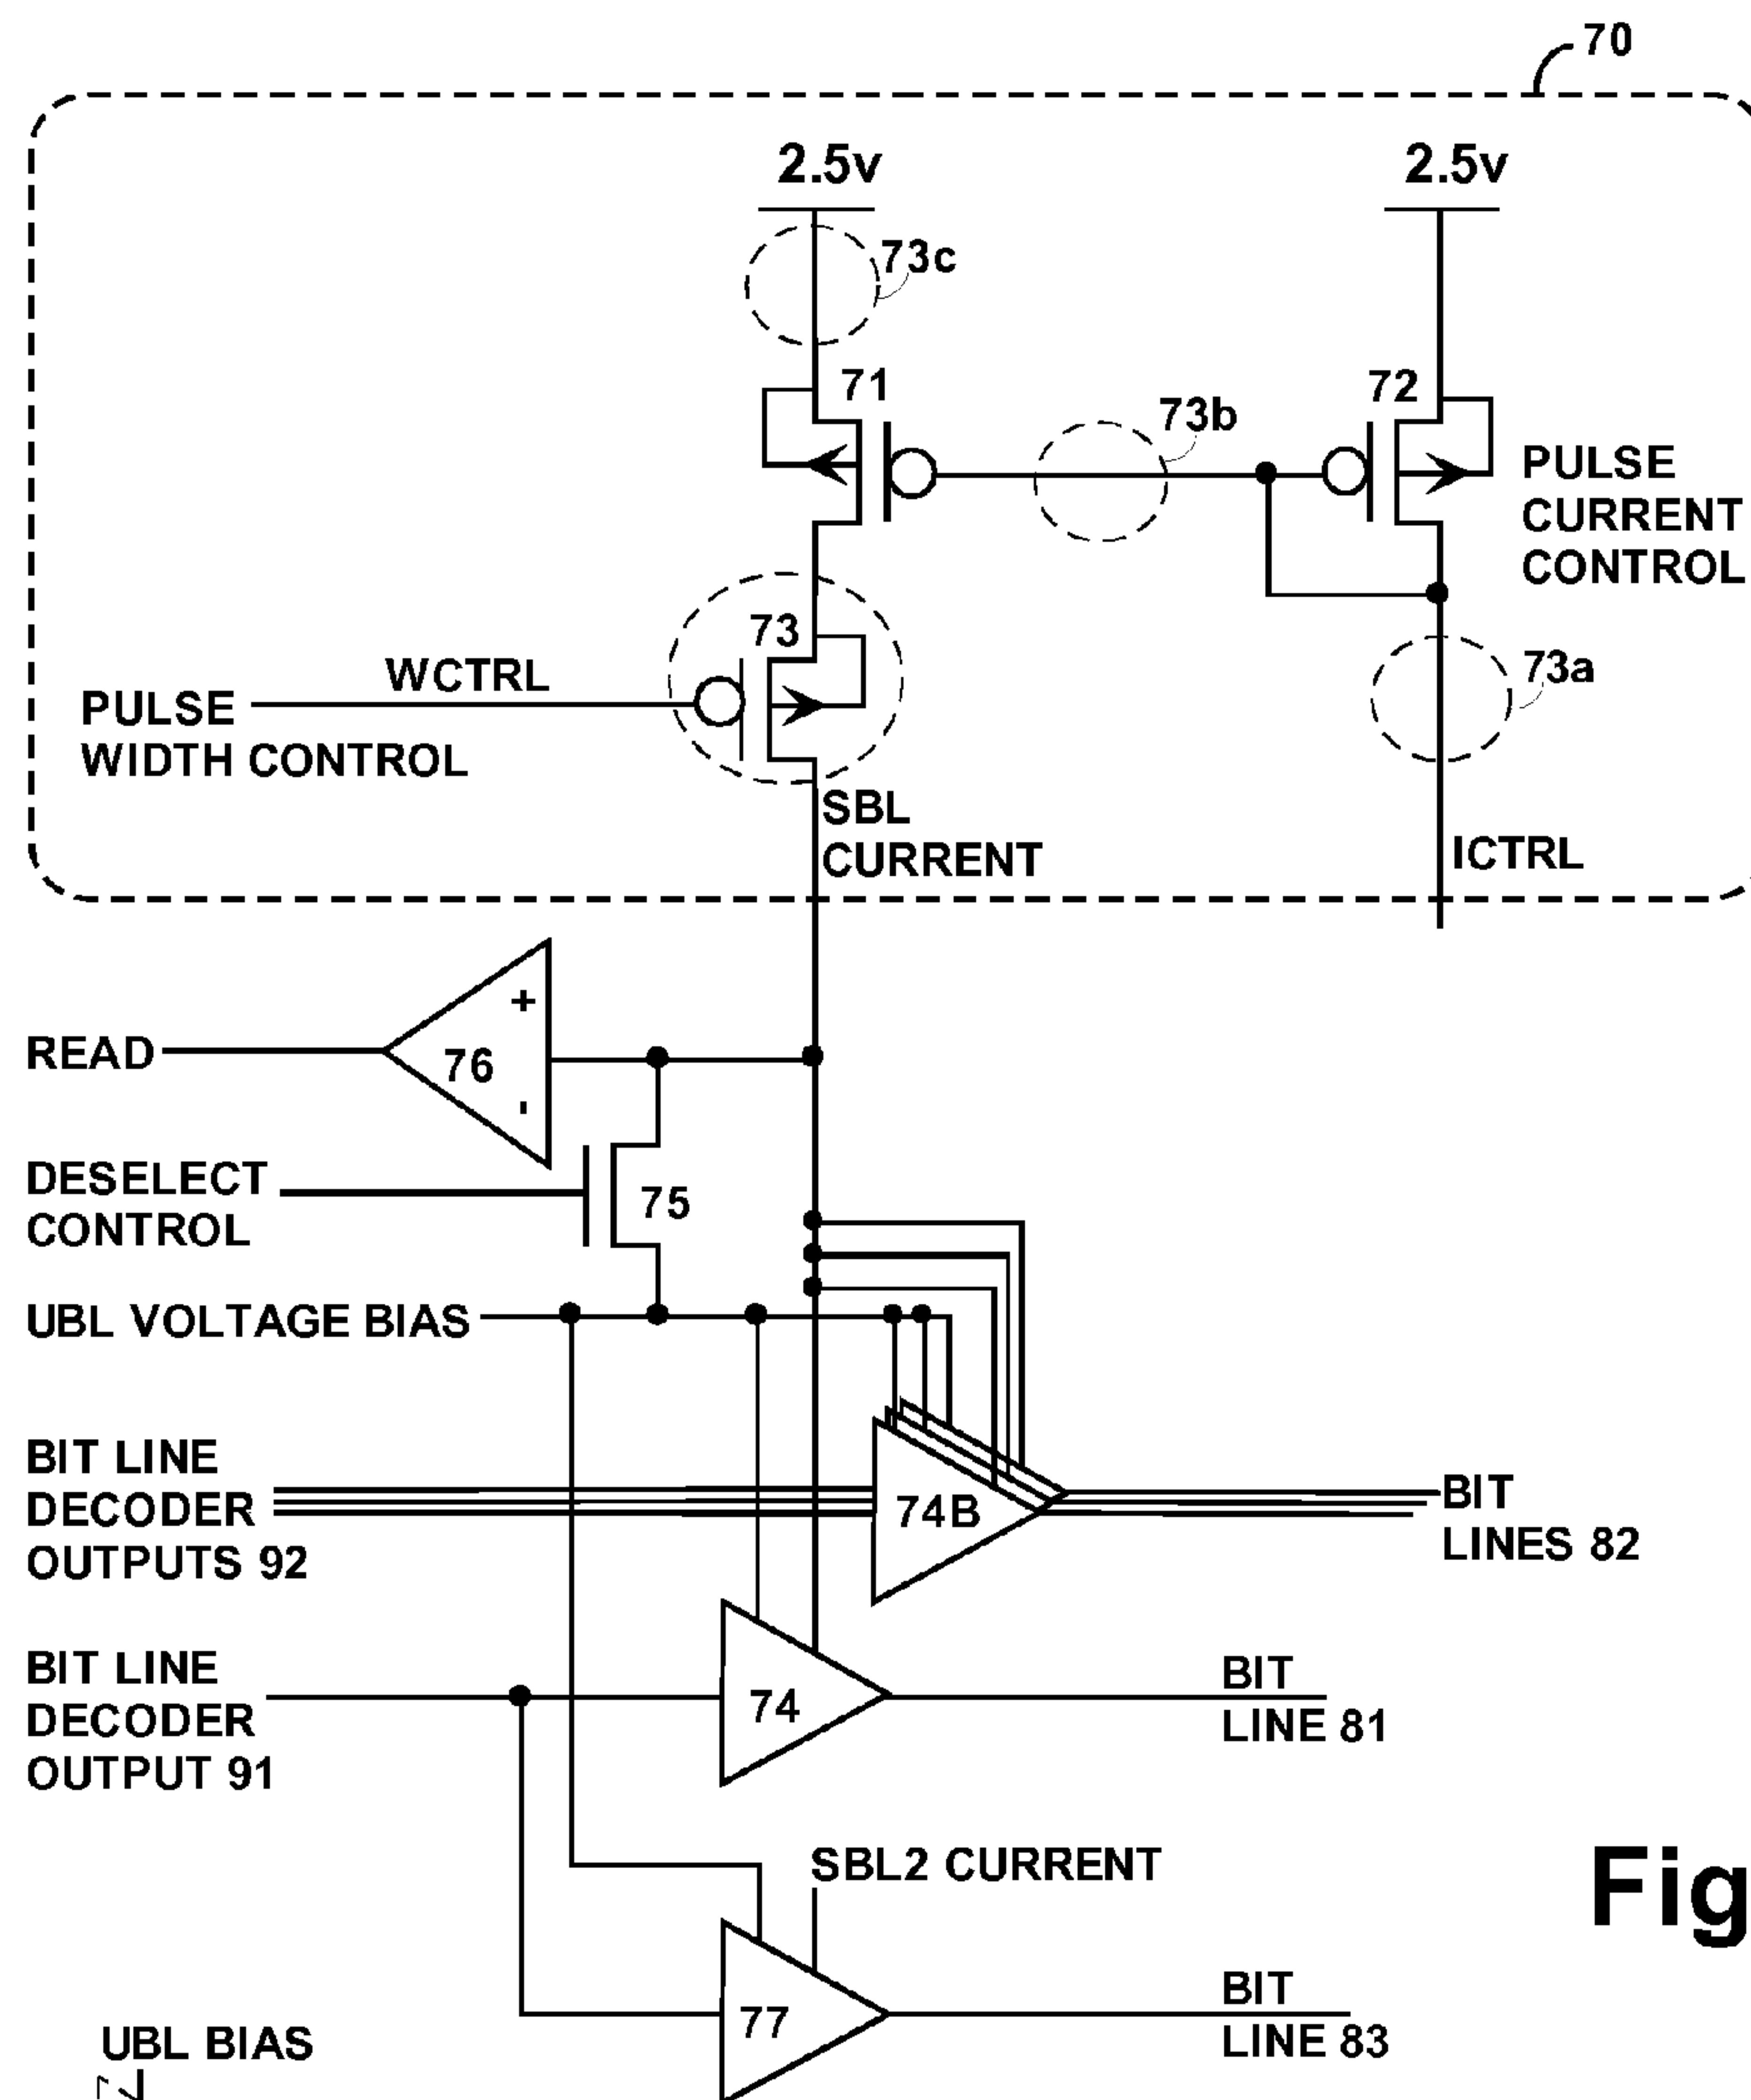 70
2.5v
2.5v
73c
71
72
73b
PULSE
CURRENT
CONTROL
73
WCTRL
73a
PULSE
WIDTH CONTROL
SBL
CURRENT
ICTRL
+
READ
76
-
DESELECT
CONTROL
75
UBL VOLTAGE BIAS
BIT LINE
DECODER
OUTPUTS 92
74B
BIT
LINES 82
BIT LINE
DECODER
OUTPUT 91
74
BIT
LINE 81
SBL2 CURRENT
Fig
77
BIT
LINE 83
UBL BIAS